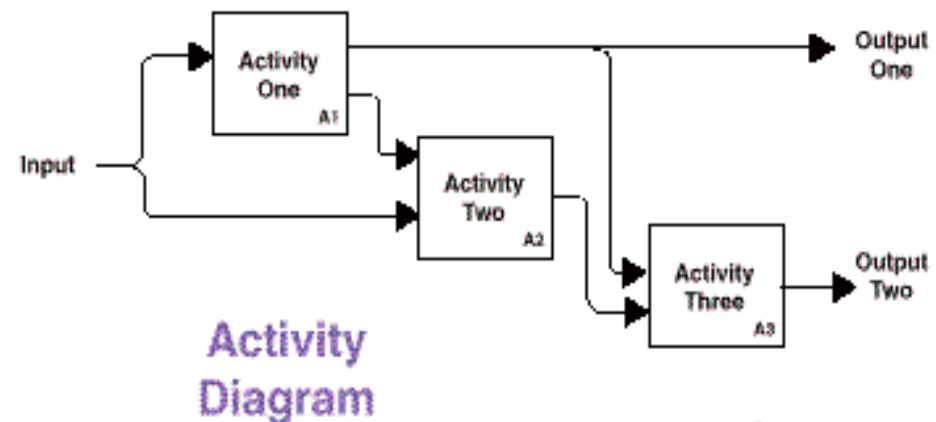 Activity
One
A1
Output
One
Input
Activity
Two
A2
Activity
Three
A3
Output
Two
Activity
Diagram